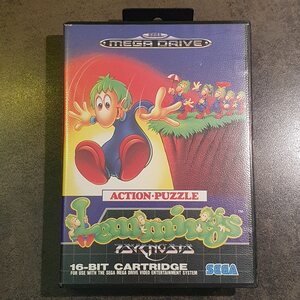 SEGA
MEGA DRIVE
ACTION-PUZZLE
Lemmings
PSYGNOSIS
16-BIT CARTRIDGE
FOR USE WITH THE SEGA MEGA DRIVE VIDEO ENTERTAINMENT SYSTEM
SEGA